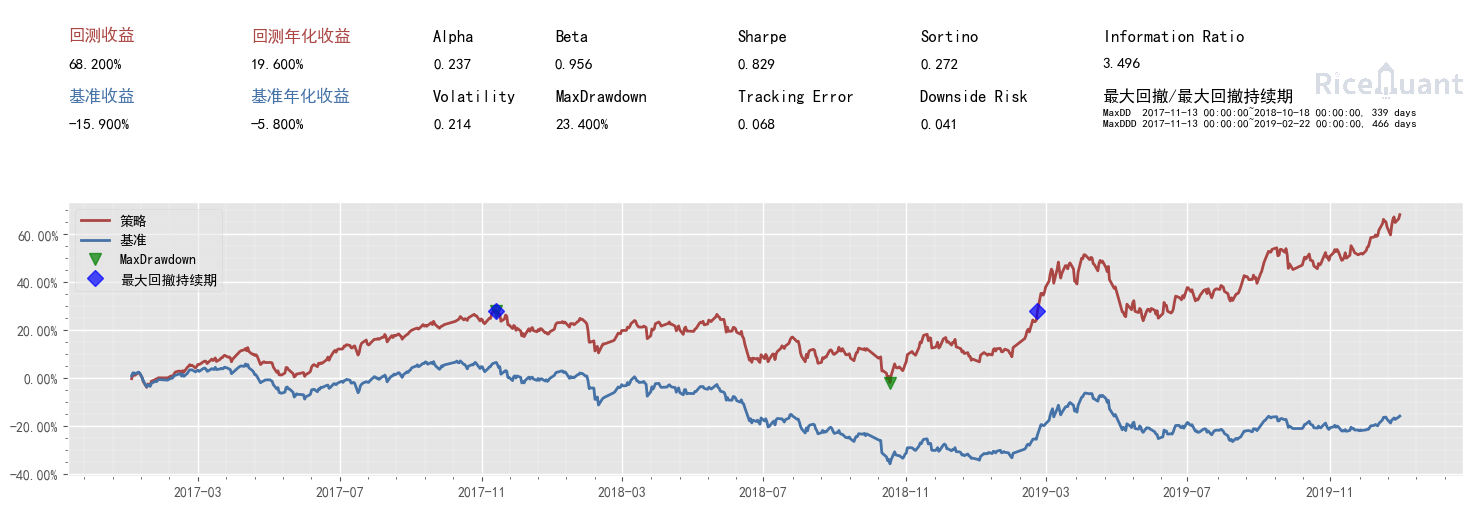 回测收益 回测年化收益 Alpha Beta Sharpe Sortino Information Ratio
68.200% 19.600% 0.237 0.956 0.829 0.272 3.496
RiceQuant
基准收益 基准年化收益 Volatility MaxDrawdown Tracking Error Downside Risk 最大回撤/最大回撤持续期
MaxDD 2017-11-13 00:00:00~2018-10-18 00:00:00, 339 days
MaxDDD 2017-11-13 00:00:00~2019-02-22 00:00:00, 466 days
-15.900% -5.800% 0.214 23.400% 0.068 0.041
策略
基准
MaxDrawdown
最大回撤持续期
60.00%
40.00%
20.00%
0.00%
-20.00%
-40.00%
2017-03 2017-07 2017-11 2018-03 2018-07 2018-11 2019-03 2019-07 2019-11